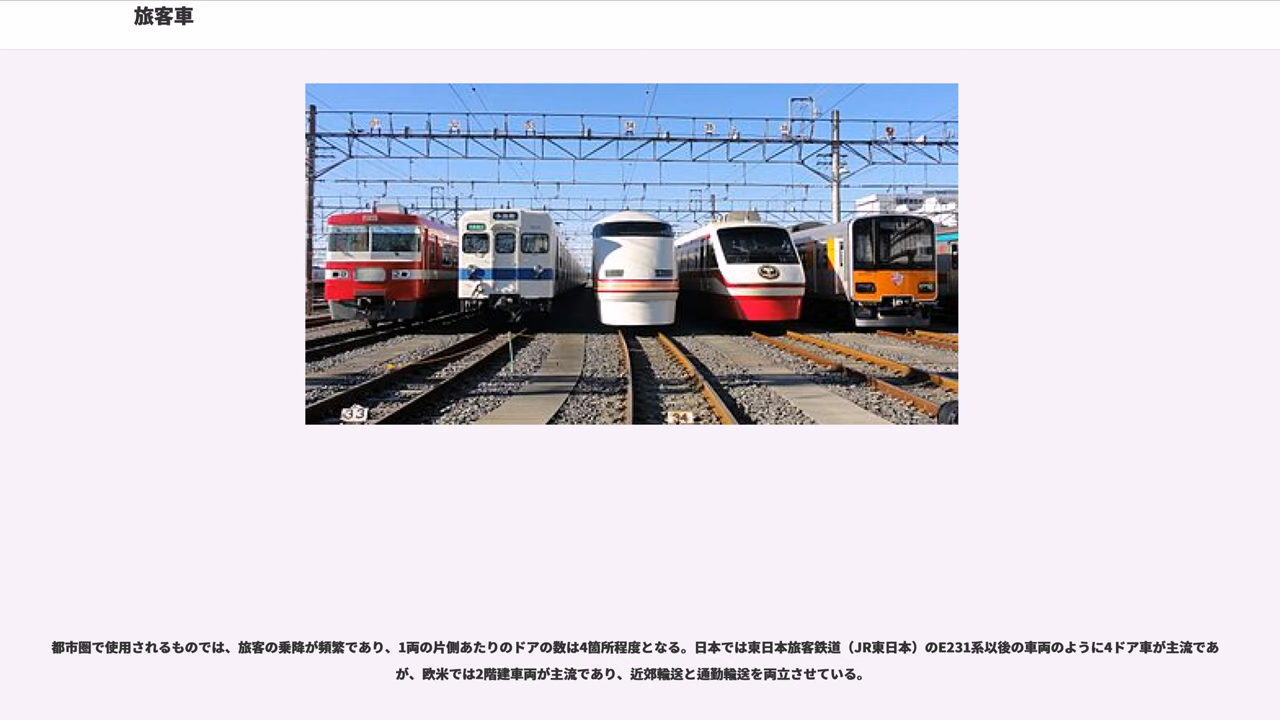 旅客車
33
34
都市圏で使用されるものでは、旅客の乗降が頻繁であり、1両の片側あたりのドアの数は4箇所程度となる。日本では東日本旅客鉄道（JR東日本）のE231系以後の車両のように4ドア車が主流であ
が、欧米では2階建車両が主流であり、近郊輸送と通勤輸送を両立させている。